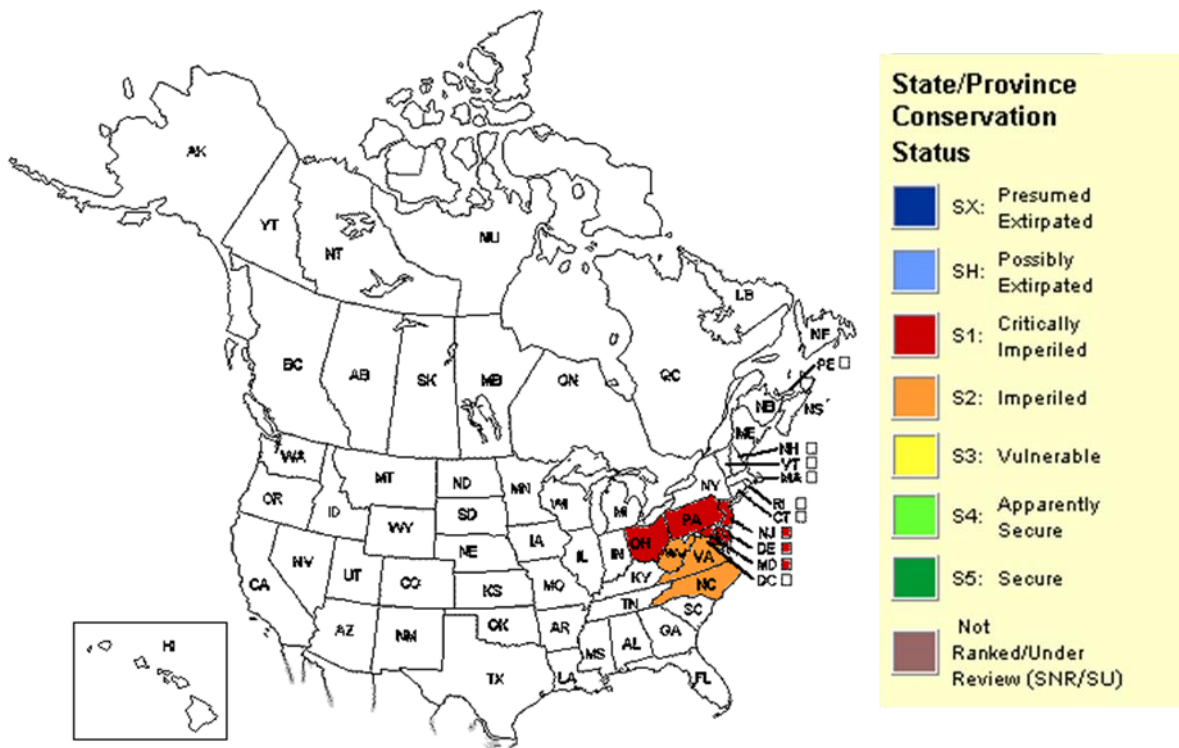 AK
YT
NT
NU
BC
AB
SK
MB
ON
QC
LB
NF
PE
NB
NS
ME
NH
VT
MA
RI
CT
NJ
DE
MD
DC
WA
MT
ND
MN
OR
ID
WY
SD
WI
MI
NY
PA
NE
IA
IL
IN
OH
WV
VA
CA
NV
UT
CO
KS
MO
KY
NC
TN
AZ
NM
OK
AR
SC
MS
AL
GA
TX
LA
FL
HI
State/Province
Conservation
Status
SX: Presumed
Extirpated
SH: Possibly
Extirpated
S1: Critically
Imperiled
S2: Imperiled
S3: Vulnerable
S4: Apparently
Secure
S5: Secure
Not
Ranked/Under
Review (SNR/SU)